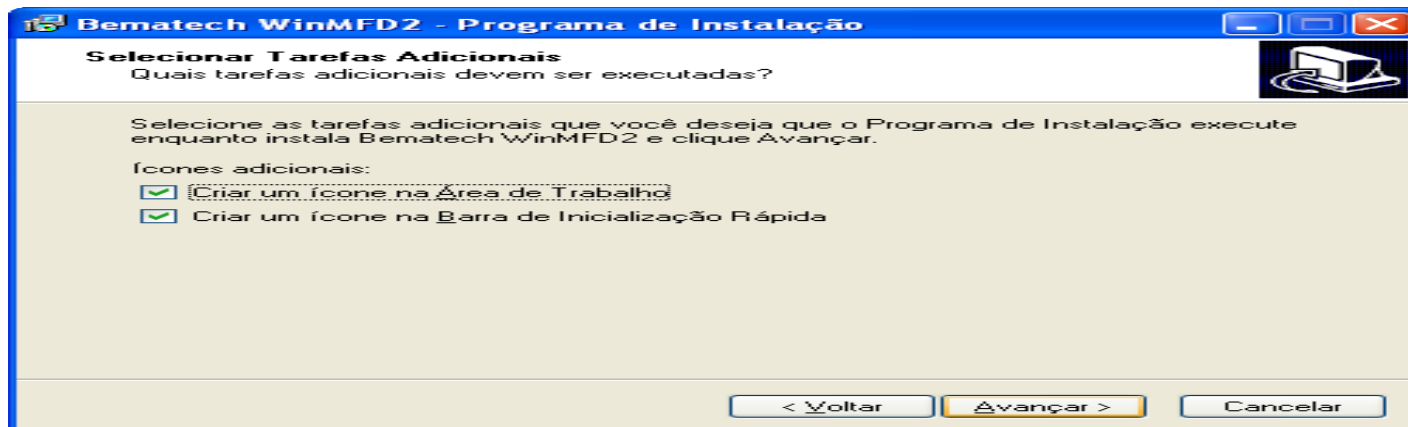 Bematech WinMFD2 - Programa de Instalação
Selecionar Tarefas Adicionais
Quais tarefas adicionais devem ser executadas?
Selecione as tarefas adicionais que você deseja que o Programa de Instalação execute
enquanto instala Bematech WinMFD2 e clique Avançar.
Ícones adicionais:
Criar um ícone na Área de Trabalho
Criar um ícone na Barra de Inicialização Rápida
< Voltar Avançar > Cancelar